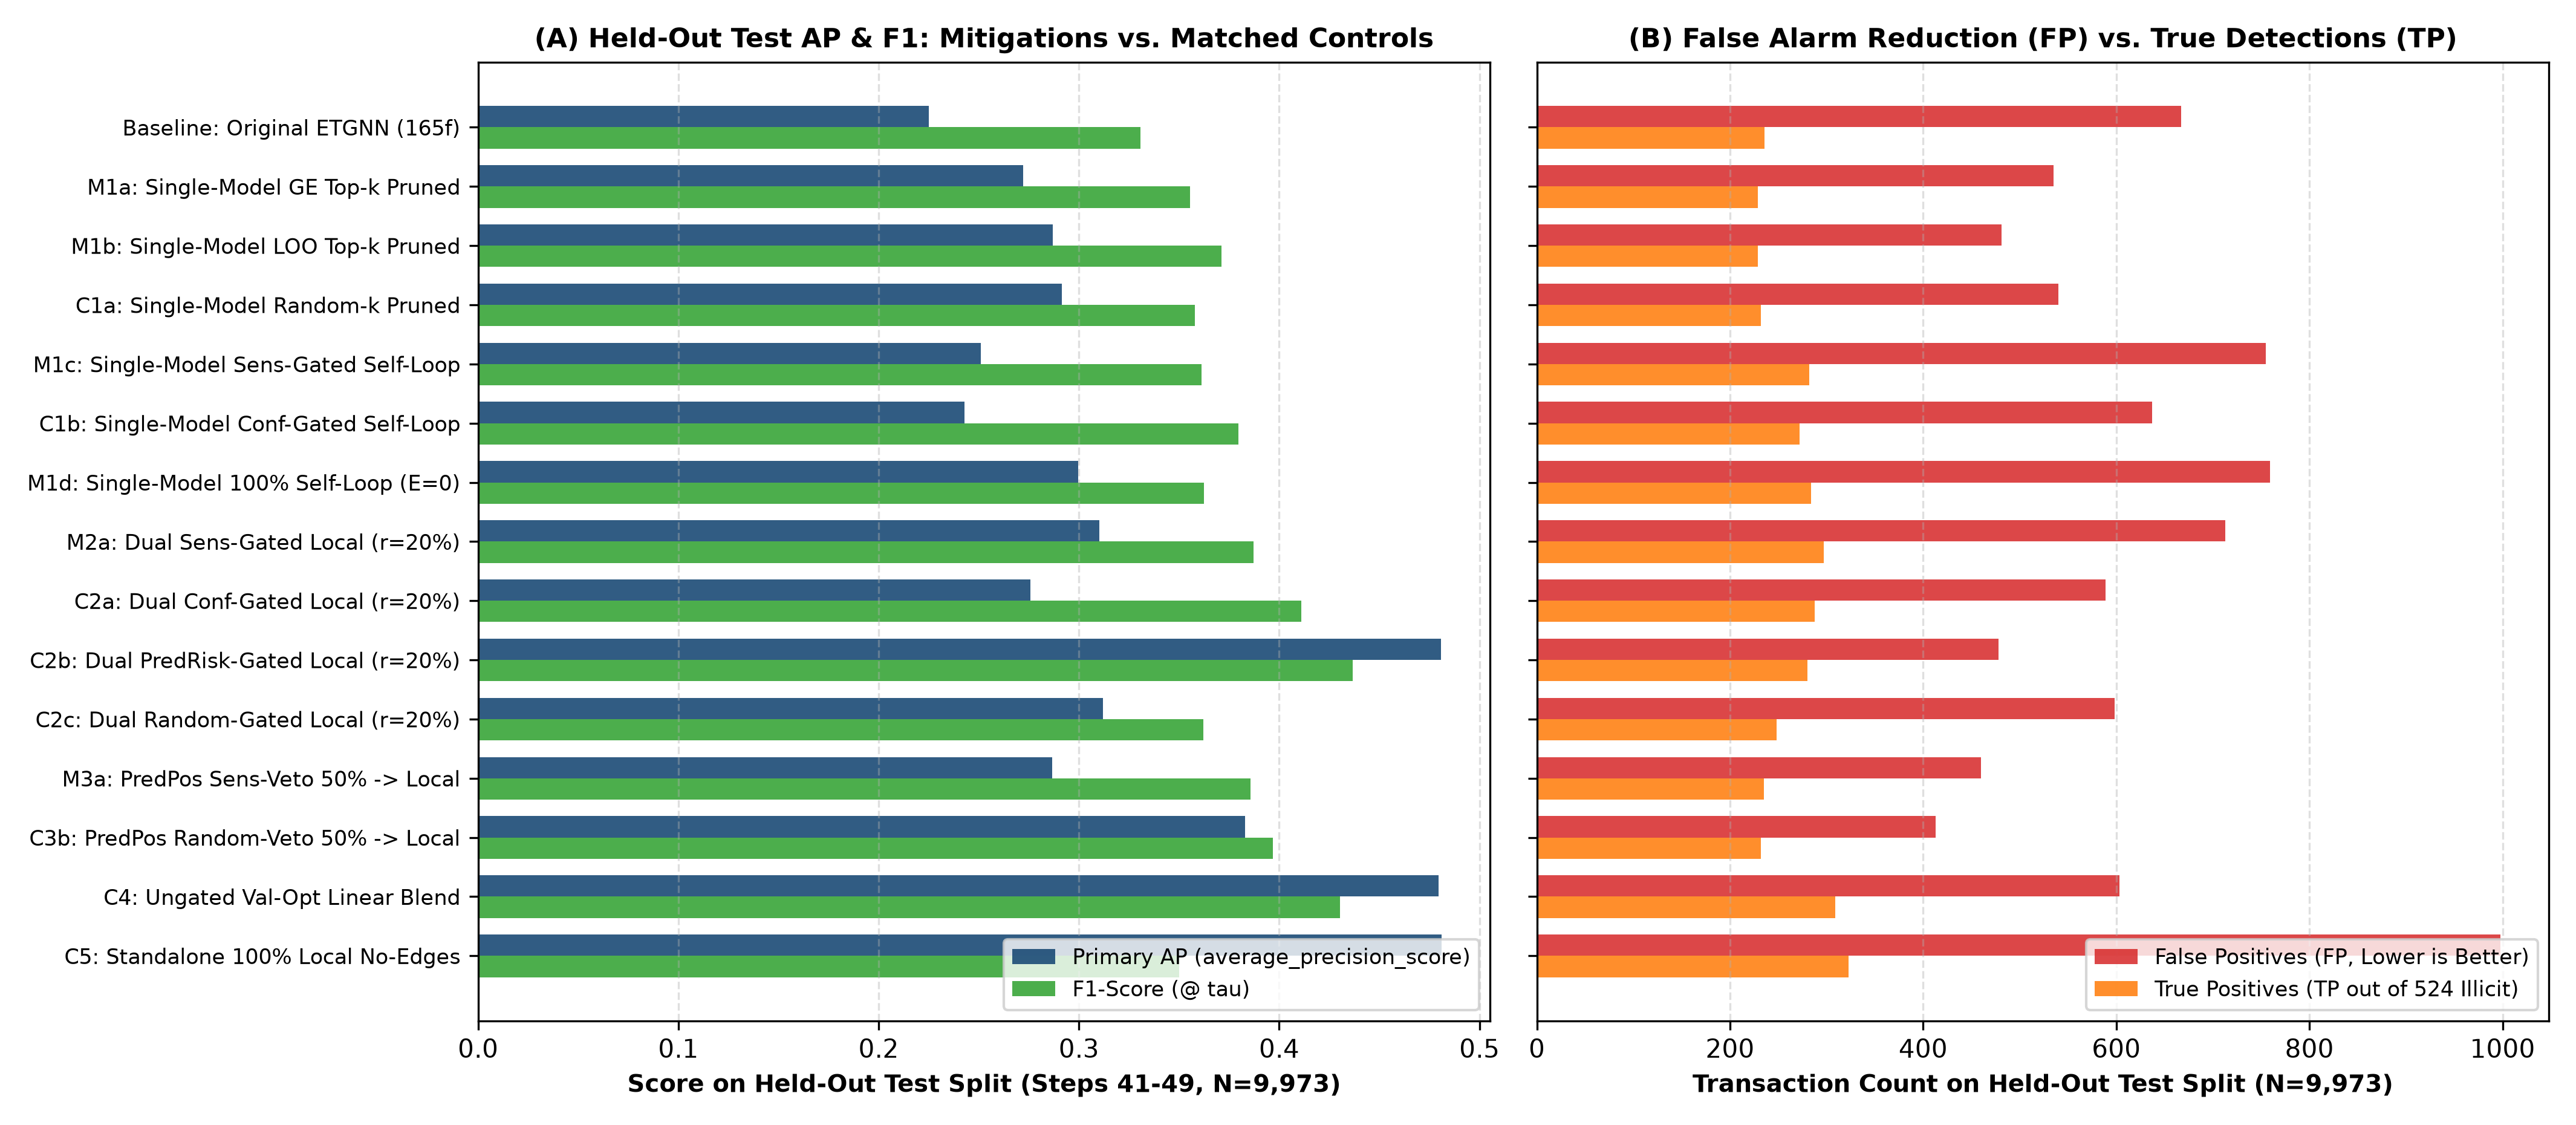 (A) Held-Out Test AP & F1: Mitigations vs. Matched Controls
Baseline: Original ETGNN (165f)
M1a: Single-Model GE Top-k Pruned
M1b: Single-Model LOO Top-k Pruned
C1a: Single-Model Random-k Pruned
M1c: Single-Model Sens-Gated Self-Loop
C1b: Single-Model Conf-Gated Self-Loop
M1d: Single-Model 100% Self-Loop (E=0)
M2a: Dual Sens-Gated Local (r=20%)
C2a: Dual Conf-Gated Local (r=20%)
C2b: Dual PredRisk-Gated Local (r=20%)
C2c: Dual Random-Gated Local (r=20%)
M3a: PredPos Sens-Veto 50% -> Local
C3b: PredPos Random-Veto 50% -> Local
C4: Ungated Val-Opt Linear Blend
C5: Standalone 100% Local No-Edges
Primary AP (average_precision_score)
F1-Score (@ tau)
0.0 0.1 0.2 0.3 0.4 0.5
Score on Held-Out Test Split (Steps 41-49, N=9,973)
(B) False Alarm Reduction (FP) vs. True Detections (TP)
False Positives (FP, Lower is Better)
True Positives (TP out of 524 Illicit)
0 200 400 600 800 1000
Transaction Count on Held-Out Test Split (N=9,973)